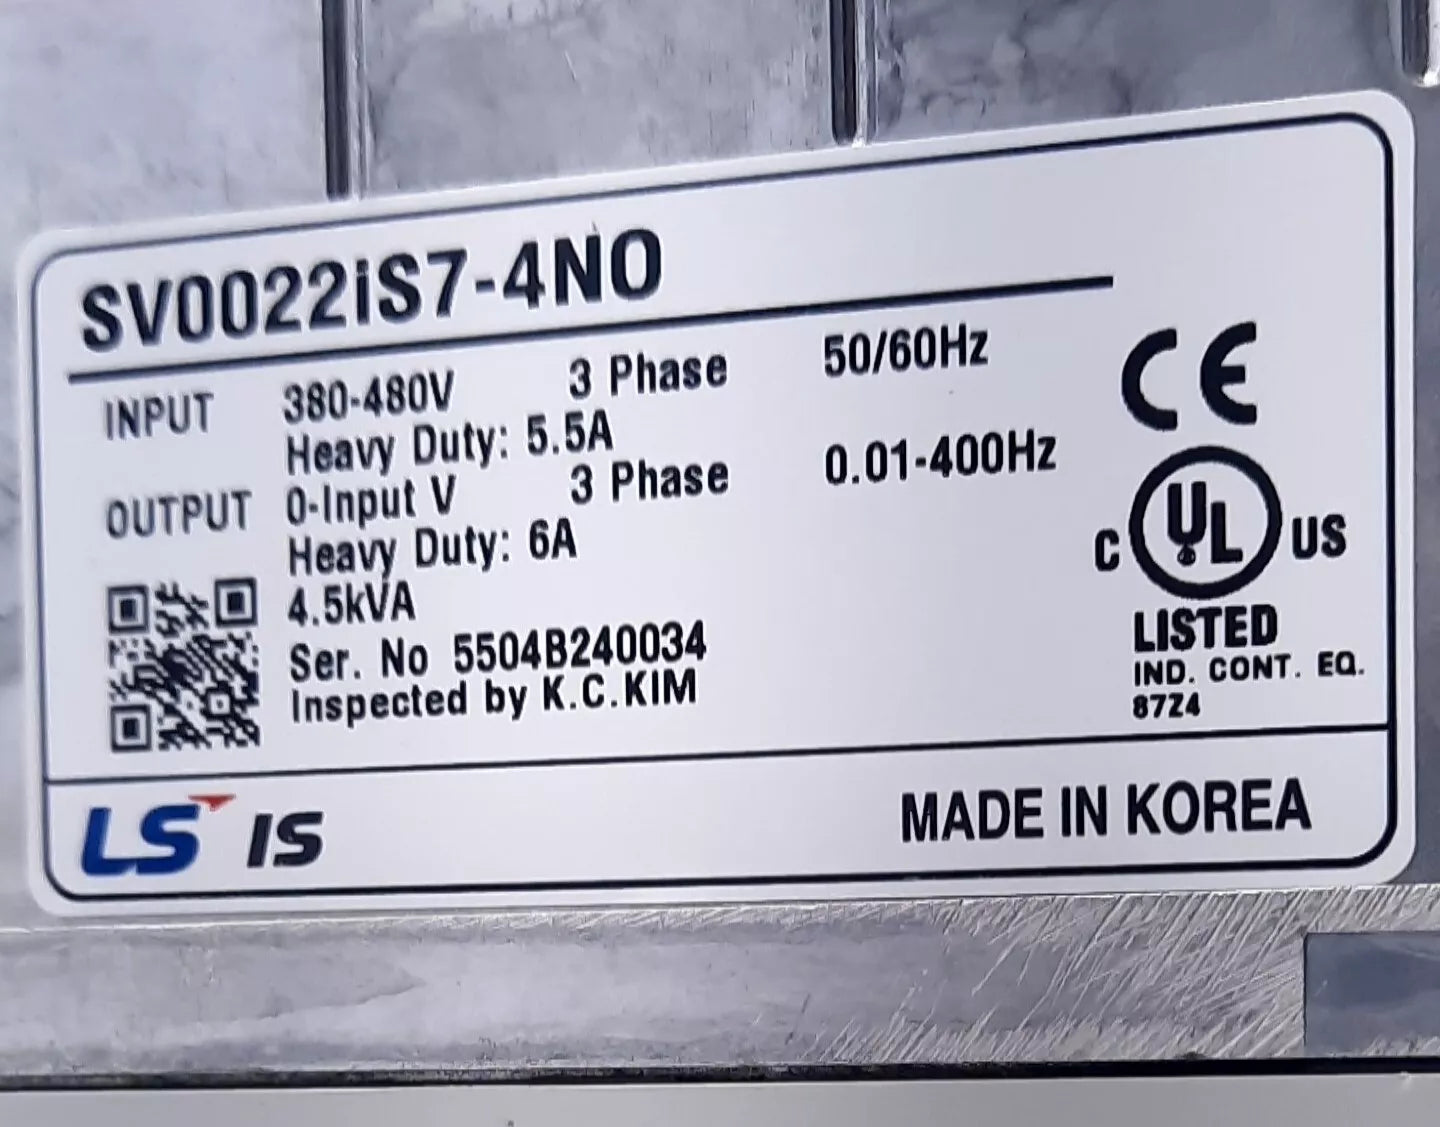 SV0022iS7-4NO
INPUT 380-480V 3 Phase 50/60Hz
Heavy Duty: 5.5A
OUTPUT 0-Input V 3 Phase 0.01-400Hz
Heavy Duty: 6A
4.5kVA
Ser. No 5504B240034
Inspected by K.C.KIM
CE
C UL US
LISTED
IND. CONT. EQ.
87Z4
LS IS
MADE IN KOREA